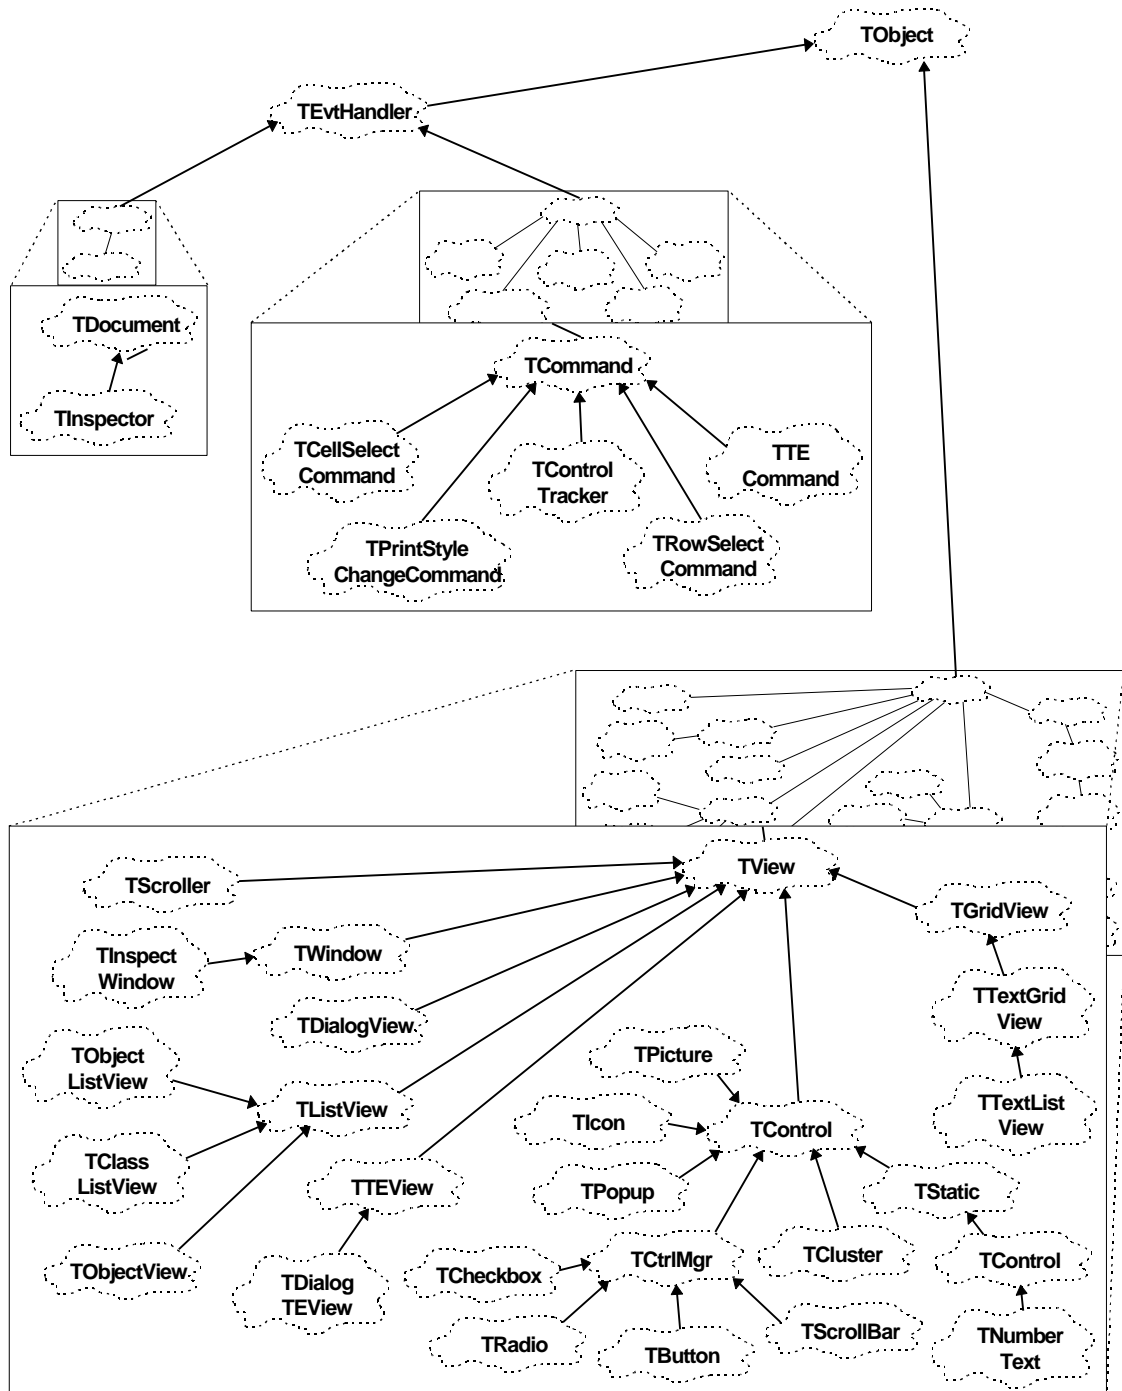 TObject
TEvtHandler
TDocument
TInspector
TCommand
TCellSelect
Command
TControl
Tracker
TTE
Command
TPrintStyle
ChangeCommand
TRowSelect
Command
TView
TScroller
TGridView
TInspect
Window
TWindow
TDialogView
TTextGrid
View
TObject
ListView
TPicture
TListView
TIcon
TControl
TTextList
View
TClass
ListView
TTEView
TPopup
TStatic
TObjectView
TDialog
TEView
TCheckbox
TCtrlMgr
TCluster
TControl
TRadio
TButton
TScrollBar
TNumber
Text